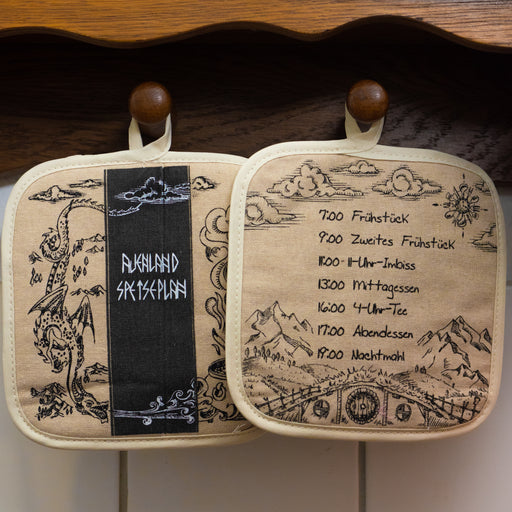 AUENLAND
SPEISEPLAN
7:00 Frühstück
9:00 Zweites Frühstück
11:00 11-Uhr-Imbiss
13:00 Mittagessen
16:00 4-Uhr-Tee
17:00 Abendessen
19:00 Nachtmahl